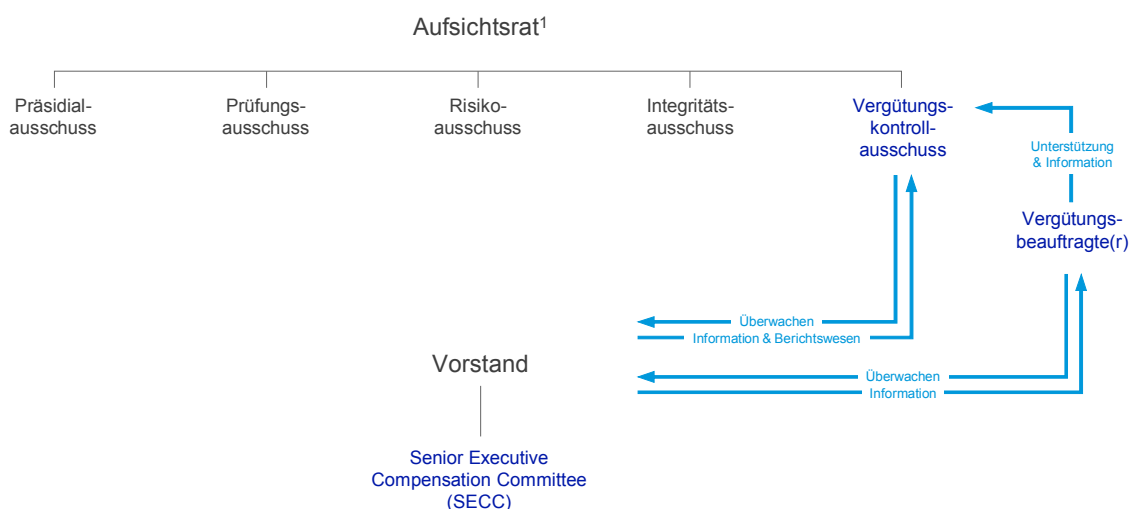 Aufsichtsrat¹
Präsidial-
ausschuss
Prüfungs-
ausschuss
Risiko-
ausschuss
Integritäts-
ausschuss
Vergütungs-
kontroll-
ausschuss
Unterstützung
& Information
Vergütungs-
beauftragte(r)
Überwachen
Information & Berichtswesen
Vorstand
Überwachen
Information
Senior Executive
Compensation Committee
(SECC)